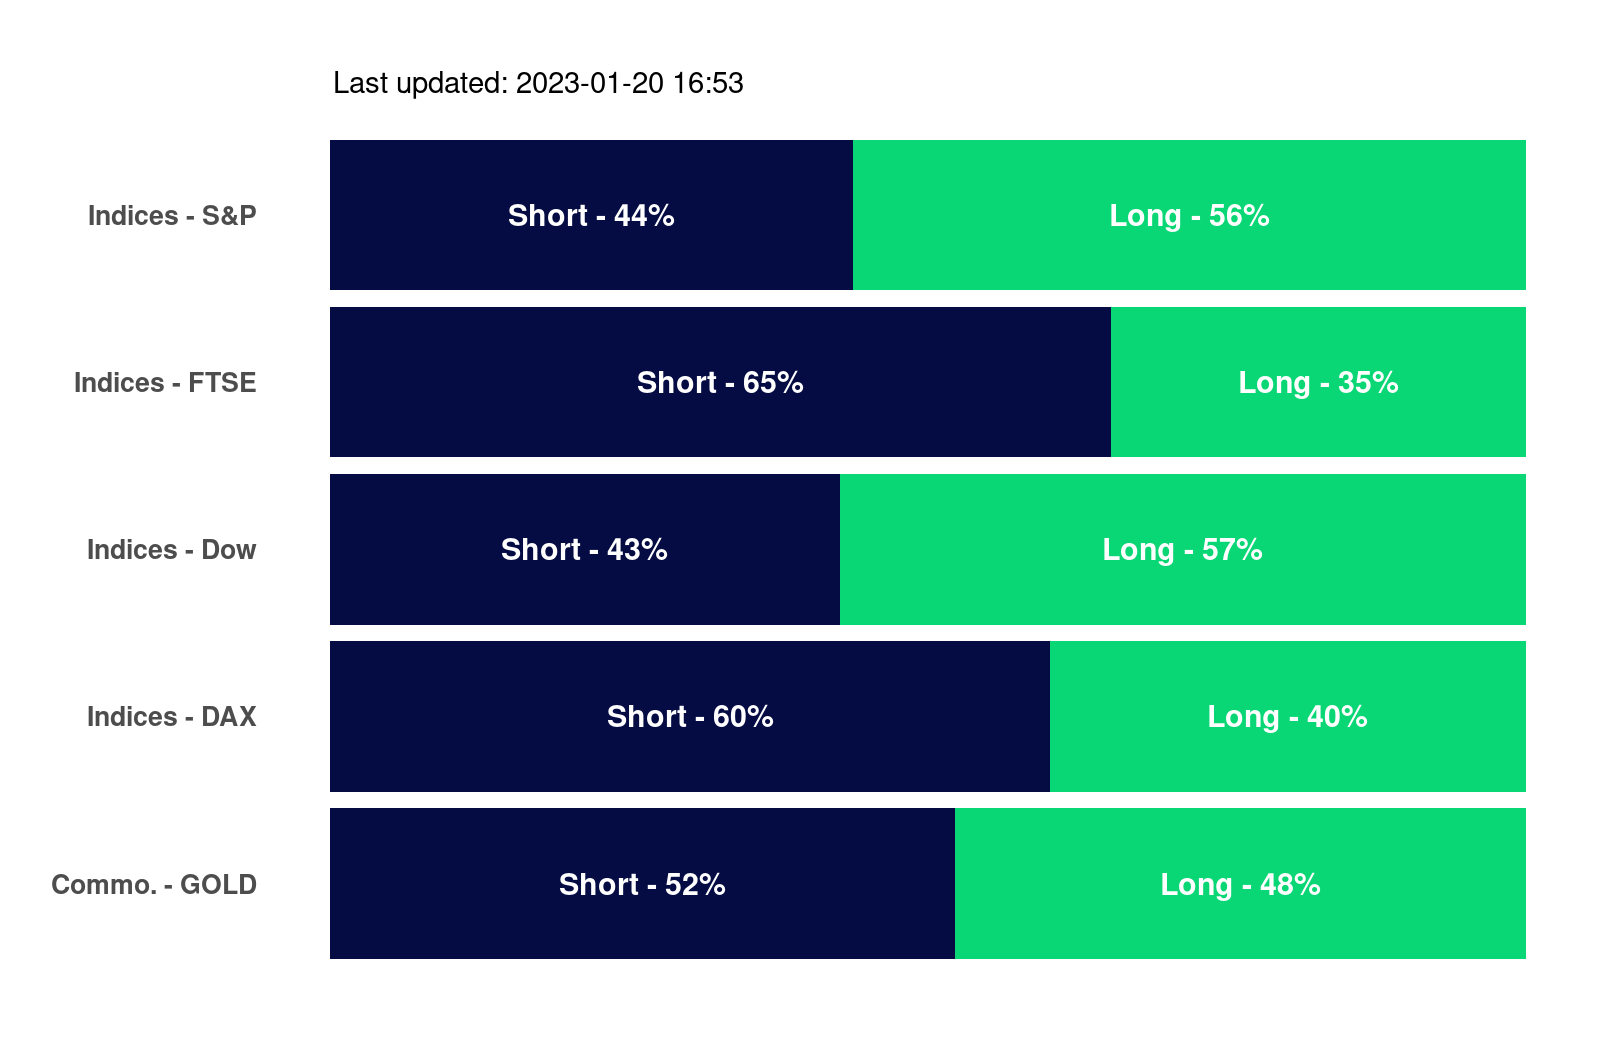 Last updated: 2023-01-20 16:53
Indices - S&P
Short - 44%
Long - 56%
Indices - FTSE
Short - 65%
Long - 35%
Indices - Dow
Short - 43%
Long - 57%
Indices - DAX
Short - 60%
Long - 40%
Commo. - GOLD
Short - 52%
Long - 48%